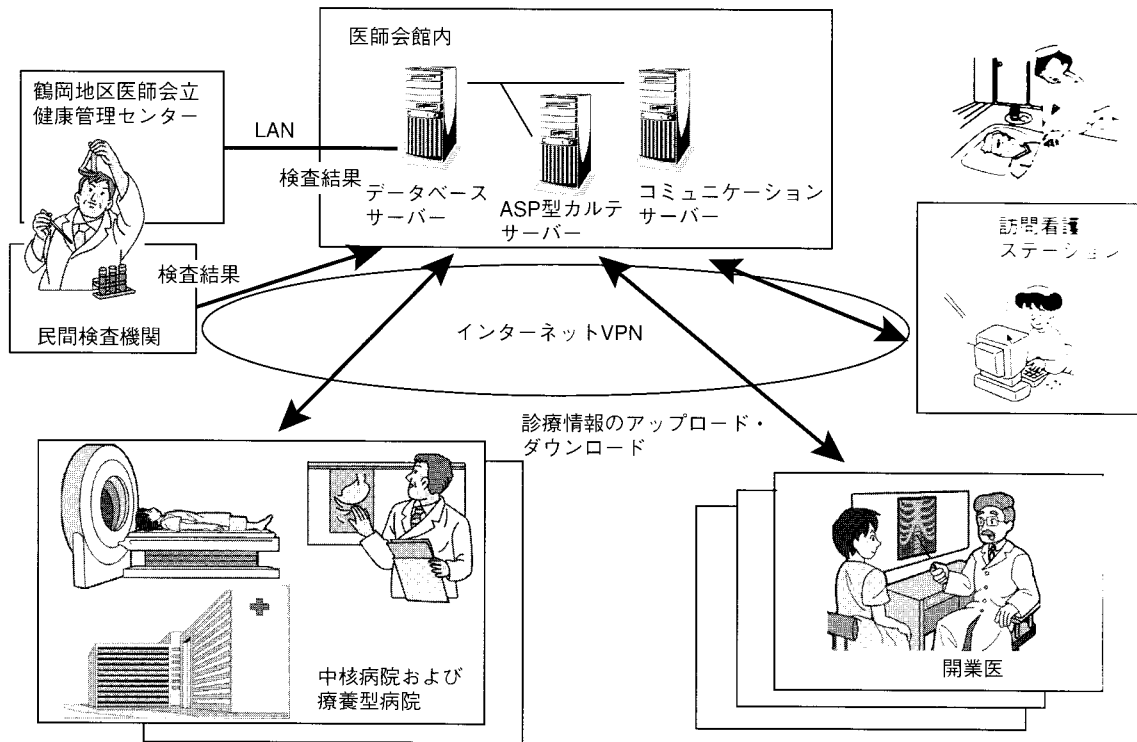 医師会館内
鶴岡地区医師会立
健康管理センター
LAN
検査結果
データベース
サーバー
ASP型カルテ
サーバー
コミュニケーション
サーバー
訪問看護
ステーション
検査結果
民間検査機関
インターネットVPN
診療情報のアップロード・
ダウンロード
中核病院および
療養型病院
開業医